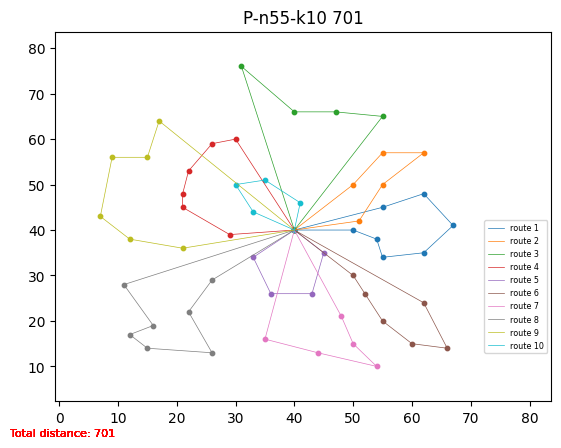 P-n55-k10 701
80
70
60
50
40
30
20
10
0 10 20 30 40 50 60 70 80
route 1
route 2
route 3
route 4
route 5
route 6
route 7
route 8
route 9
route 10
Total distance: 701